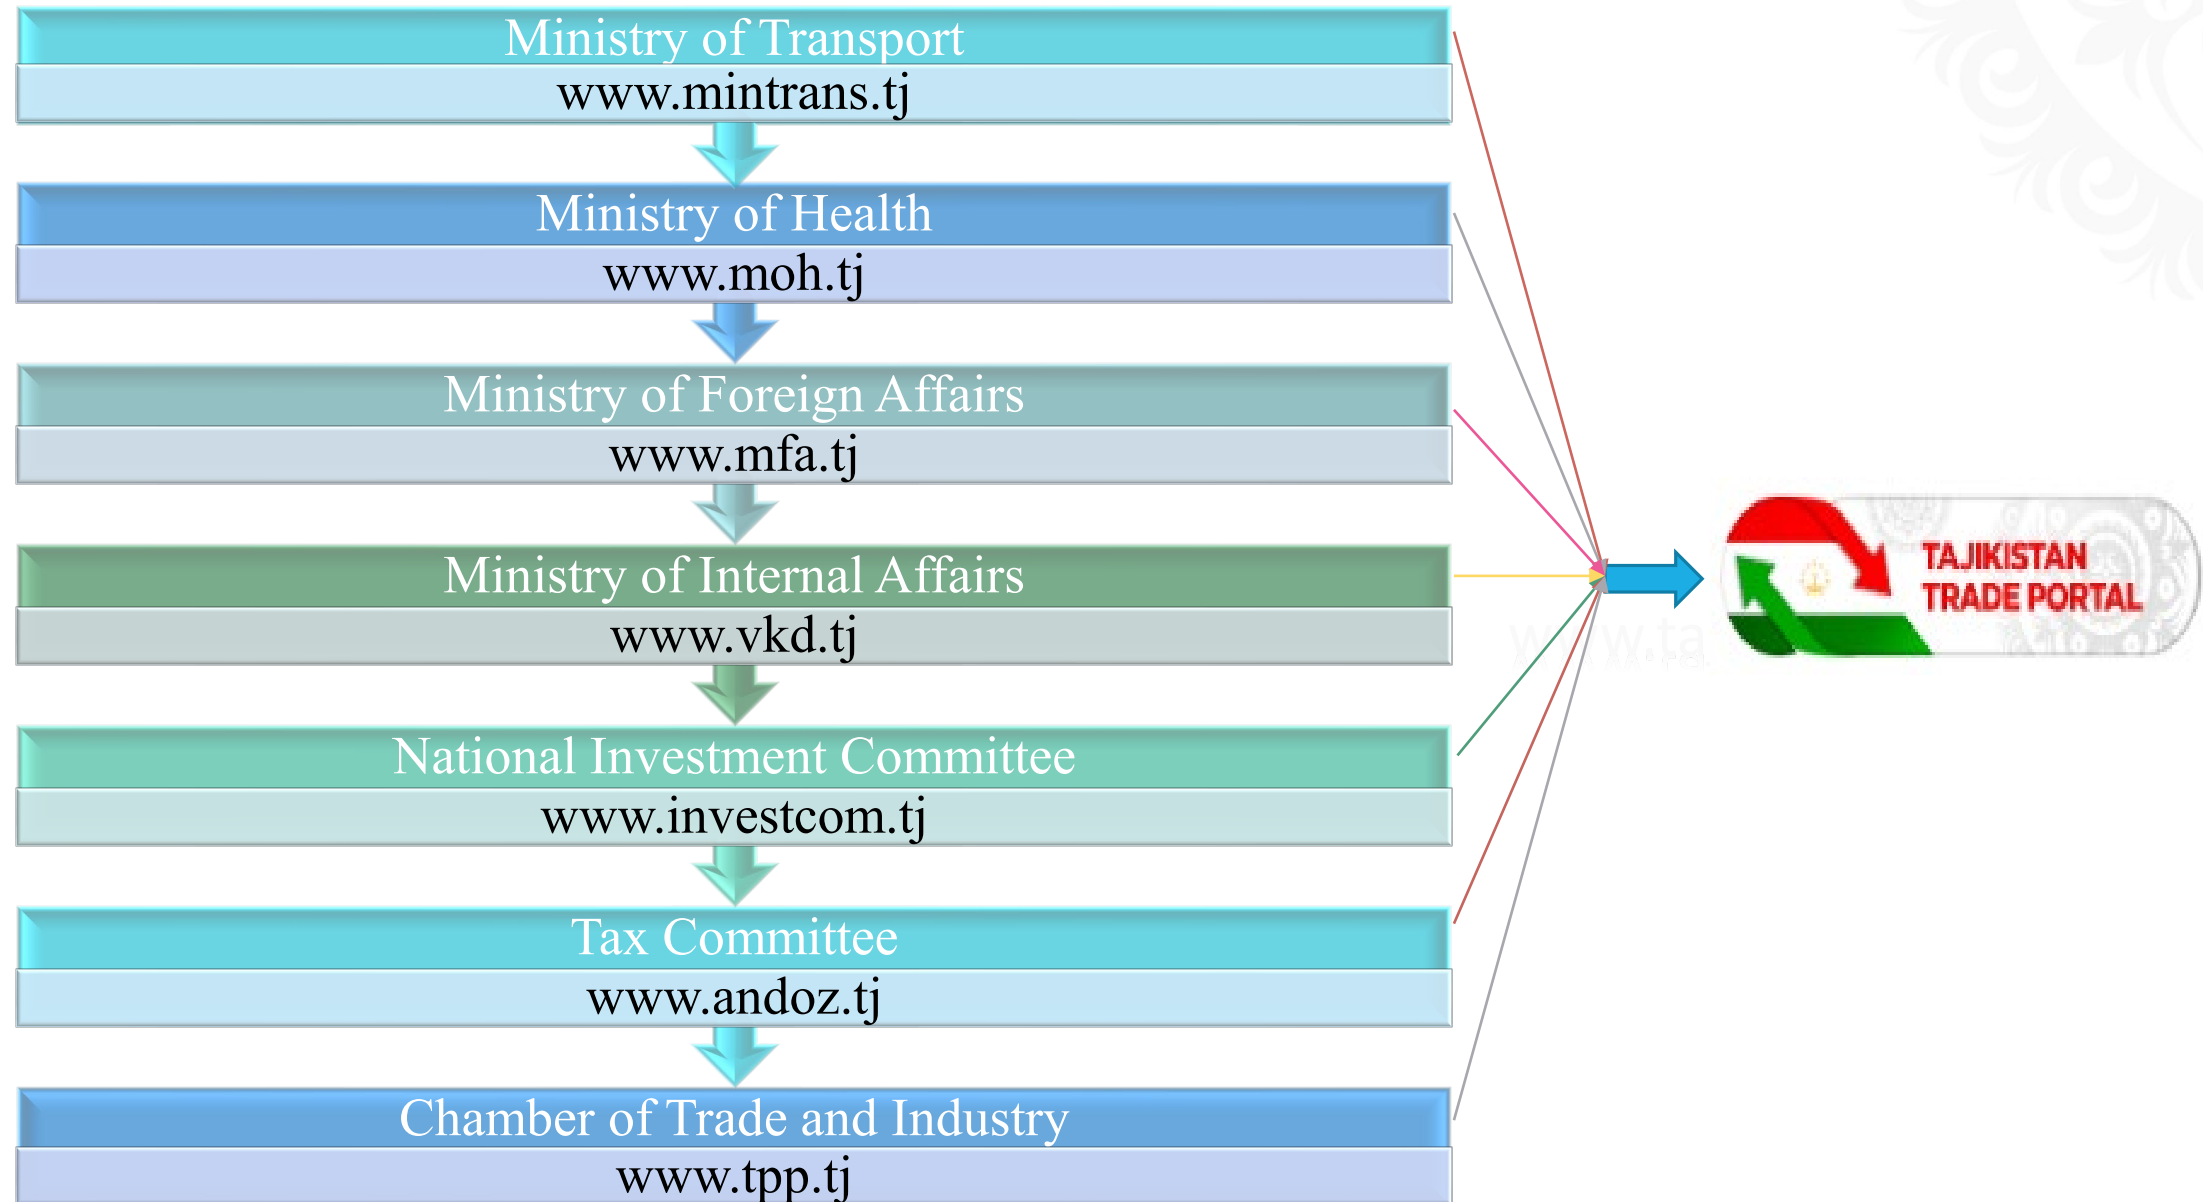 Ministry of Transport
www.mintrans.tj
Ministry of Health
www.moh.tj
Ministry of Foreign Affairs
www.mfa.tj
Ministry of Internal Affairs
www.vkd.tj
National Investment Committee
www.investcom.tj
Tax Committee
www.andoz.tj
Chamber of Trade and Industry
www.tpp.tj
TAJIKISTAN
TRADE PORTAL